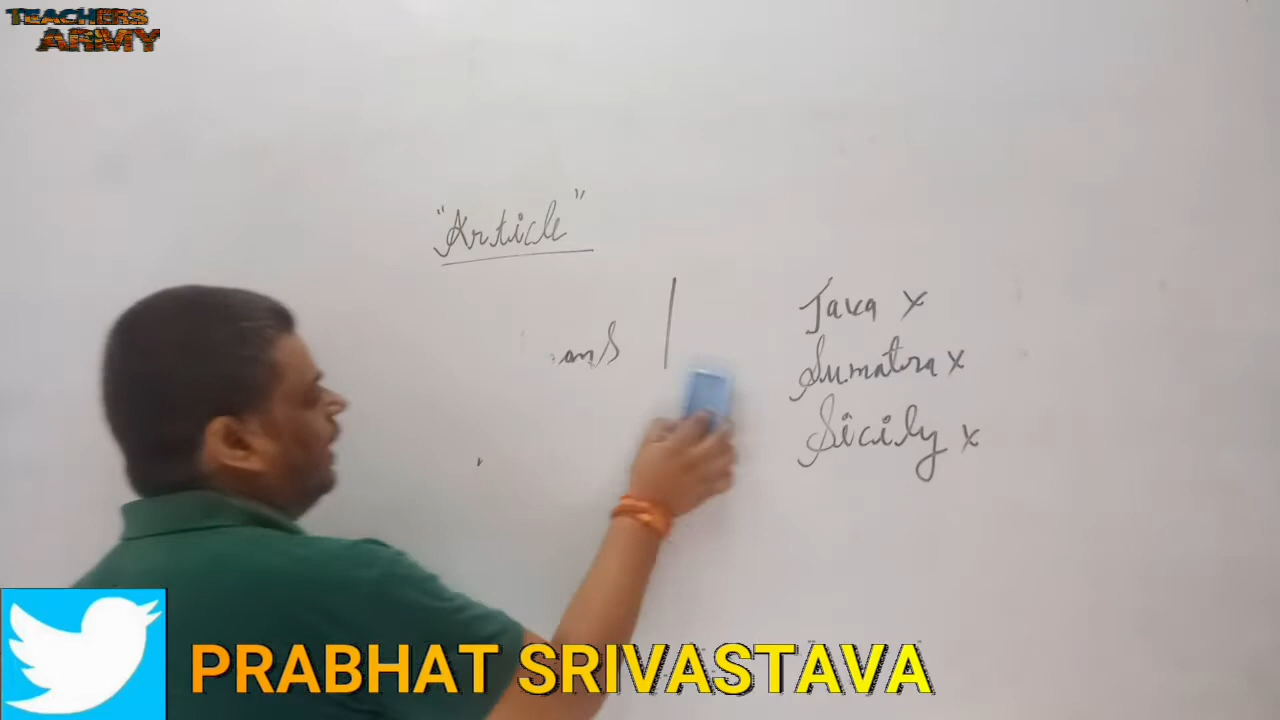 TEACHERS
ARMY
"Article"
Java x
Sumatra x
Sicily x
PRABHAT SRIVASTAVA